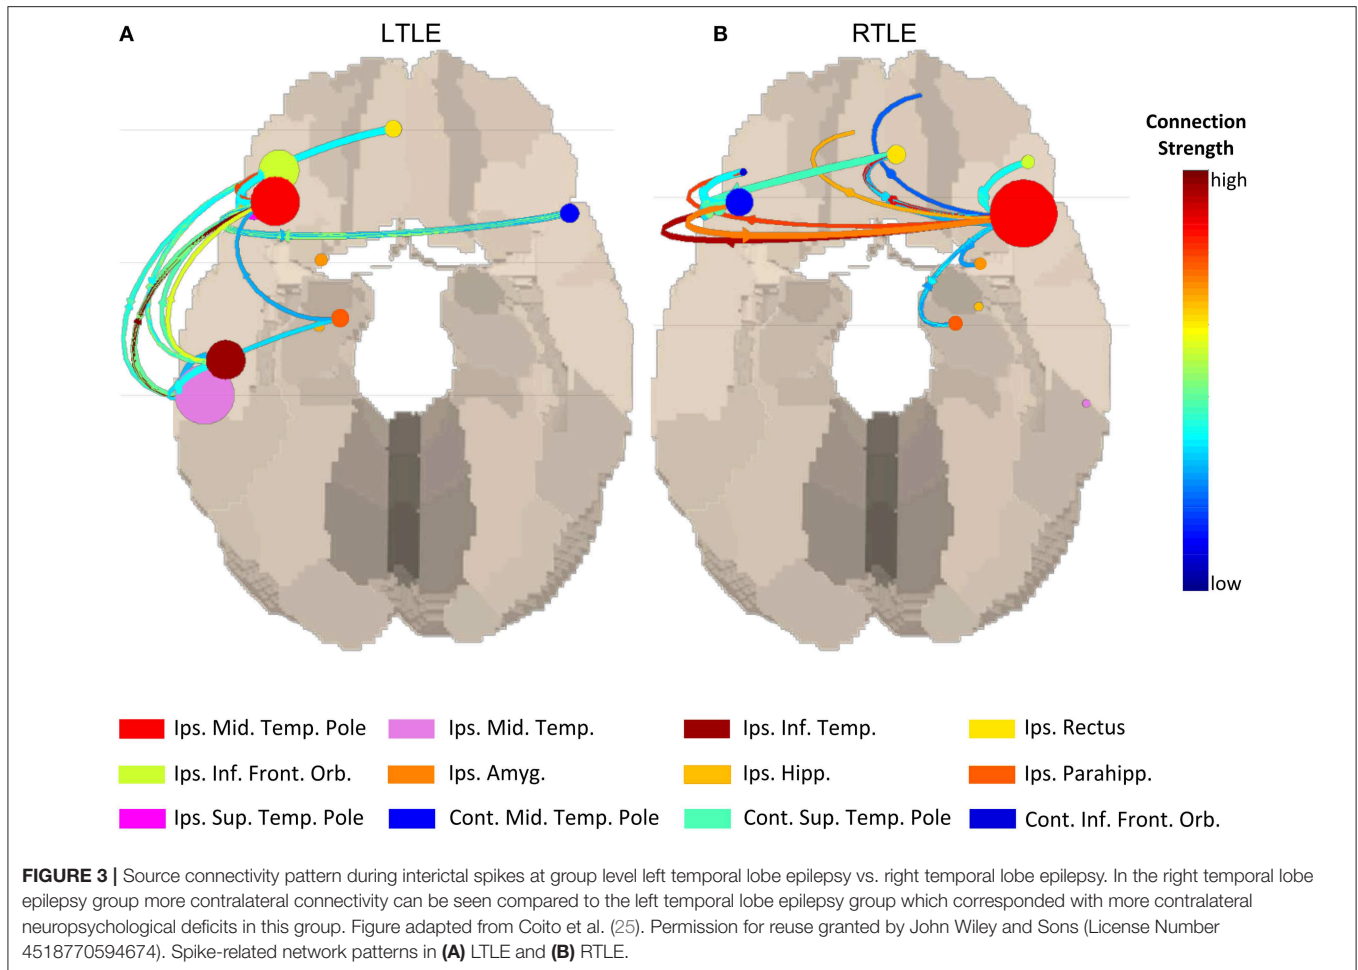 A LTLE B RTLE
Connection
Strength
high
low
Ips. Mid. Temp. Pole Ips. Mid. Temp. Ips. Inf. Temp. Ips. Rectus
Ips. Inf. Front. Orb. Ips. Amyg. Ips. Hipp. Ips. Parahipp.
Ips. Sup. Temp. Pole Cont. Mid. Temp. Pole Cont. Sup. Temp. Pole Cont. Inf. Front. Orb.
FIGURE 3 | Source connectivity pattern during interictal spikes at group level left temporal lobe epilepsy vs. right temporal lobe epilepsy. In the right temporal lobe
epilepsy group more contralateral connectivity can be seen compared to the left temporal lobe epilepsy group which corresponded with more contralateral
neuropsychological deficits in this group. Figure adapted from Coito et al. (25). Permission for reuse granted by John Wiley and Sons (License Number
4518770594674). Spike-related network patterns in (A) LTLE and (B) RTLE.